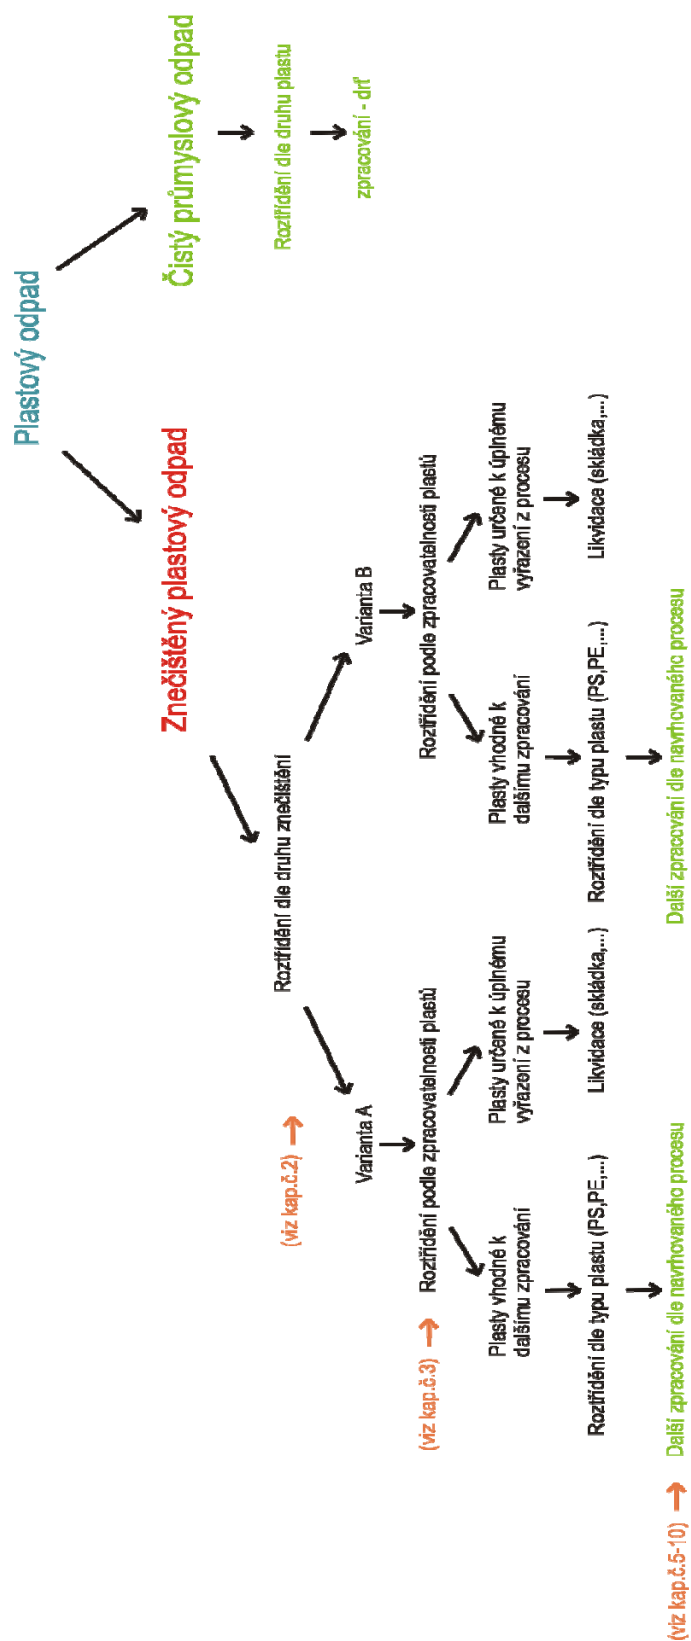 Plastový odpad
Znečištěný plastový odpad
Čistý průmyslový odpad
(viz kap.č.2)
Roztřídění dle druhu znečištění
Roztřídění dle druhu plastu
Varianta A
Varianta B
zpracování - drť
(viz kap.č.3)
Roztřídění podle zpracovatelnosti plastů
Roztřídění podle zpracovatelnosti plastů
Plasty vhodné k
dalšímu zpracování
Plasty určené k úplnému
vyřazení z procesu
Plasty vhodné k
dalšímu zpracování
Plasty určené k úplnému
vyřazení z procesu
Roztřídění dle typu plastu (PS,PE,...)
Likvidace (skládka,...)
Roztřídění dle typu plastu (PS,PE,...)
Likvidace (skládka,...)
(viz kap.č.5-10)
Další zpracování dle navrhovaného procesu
Další zpracování dle navrhovaného procesu